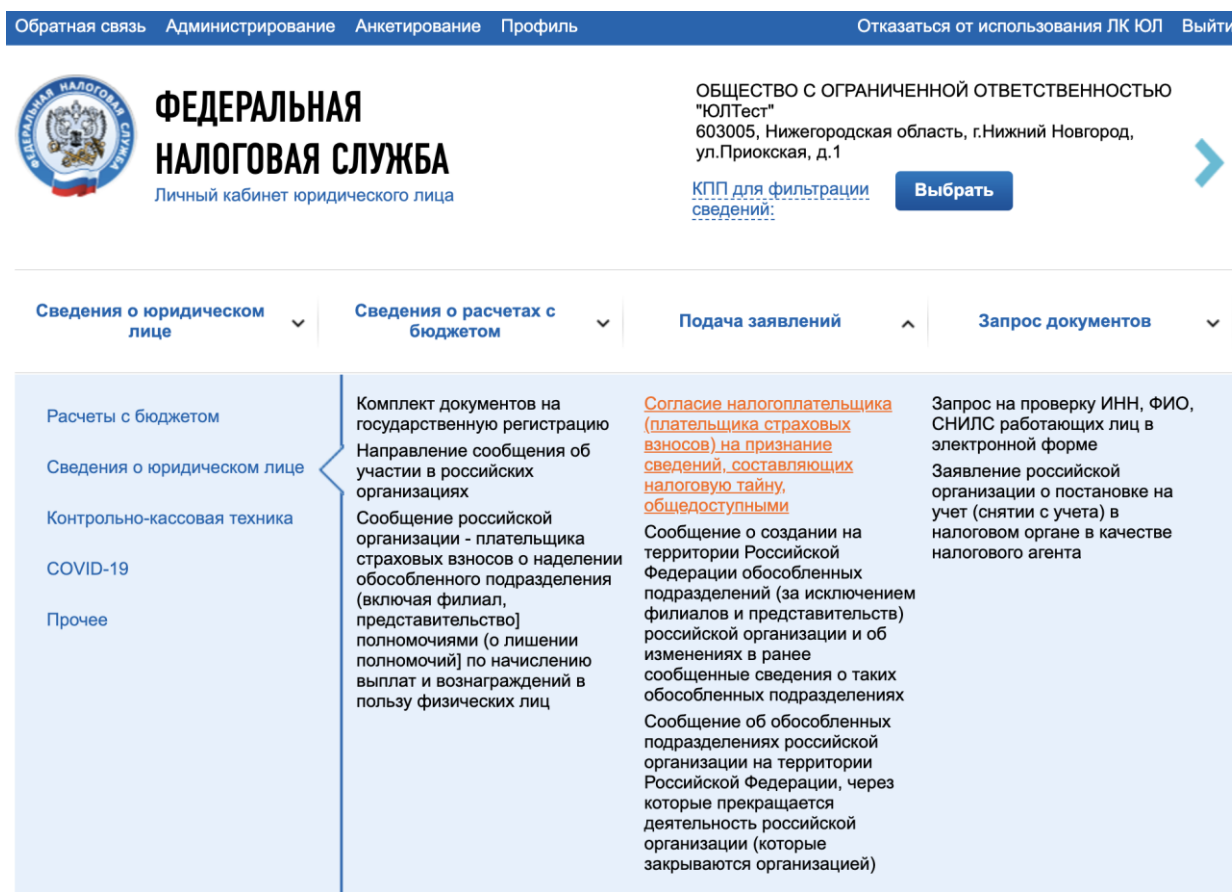 Обратная связь Администрирование Анкетирование Профиль Отказаться от использования ЛК ЮЛ Выйти
ФЕДЕРАЛЬНАЯ НАЛОГОВАЯ СЛУЖБА
ФЕДЕРАЛЬНАЯ
НАЛОГОВАЯ СЛУЖБА
Личный кабинет юридического лица
ОБЩЕСТВО С ОГРАНИЧЕННОЙ ОТВЕТСТВЕННОСТЬЮ
"ЮЛТест"
603005, Нижегородская область, г.Нижний Новгород,
ул.Приокская, д.1
КПП для фильтрации
сведений:
Выбрать
Сведения о юридическом
лице
Сведения о расчетах с
бюджетом
Подача заявлений
Запрос документов
Расчеты с бюджетом
Сведения о юридическом лице
Контрольно-кассовая техника
COVID-19
Прочее
Комплект документов на
государственную регистрацию
Направление сообщения об
участии в российских
организациях
Сообщение российской
организации - плательщика
страховых взносов о наделении
обособленного подразделения
(включая филиал,
представительство]
полномочиями (о лишении
полномочий] по начислению
выплат и вознаграждений в
пользу физических лиц
Согласие налогоплательщика
(плательщика страховых
взносов) на признание
сведений, составляющих
налоговую тайну,
общедоступными
Сообщение о создании на
территории Российской
Федерации обособленных
подразделений (за исключением
филиалов и представительств)
российской организации и об
изменениях в ранее
сообщенные сведения о таких
обособленных подразделениях
Сообщение об обособленных
подразделениях российской
организации на территории
Российской Федерации, через
которые прекращается
деятельность российской
организации (которые
закрываются организацией)
Запрос на проверку ИНН, ФИО,
СНИЛС работающих лиц в
электронной форме
Заявление российской
организации о постановке на
учет (снятии с учета) в
налоговом органе в качестве
налогового агента